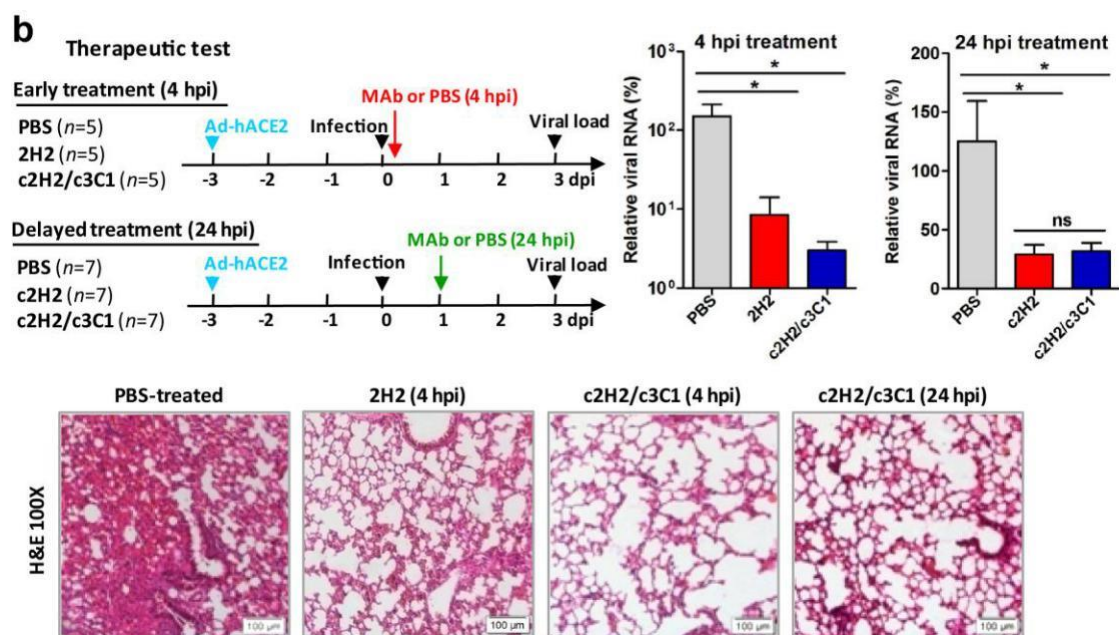 b
Therapeutic test
Early treatment (4 hpi)
PBS (n=5)
2H2 (n=5)
c2H2/c3C1 (n=5)
Ad-hACE2
Infection
MAb or PBS (4 hpi)
Viral load
-3 -2 -1 0 1 2 3 dpi
Delayed treatment (24 hpi)
PBS (n=7)
c2H2 (n=7)
c2H2/c3C1 (n=7)
Ad-hACE2
Infection
MAb or PBS (24 hpi)
Viral load
-3 -2 -1 0 1 2 3 dpi
4 hpi treatment
Relative viral RNA (%)
10³
10²
10¹
10⁰
*
*
PBS
2H2
c2H2/c3C1
24 hpi treatment
Relative viral RNA (%)
200
150
100
50
0
*
*
ns
PBS
c2H2
c2H2/c3C1
PBS-treated
2H2 (4 hpi)
c2H2/c3C1 (4 hpi)
c2H2/c3C1 (24 hpi)
H&E 100X
100 µm
100 µm
100 µm
100 µm